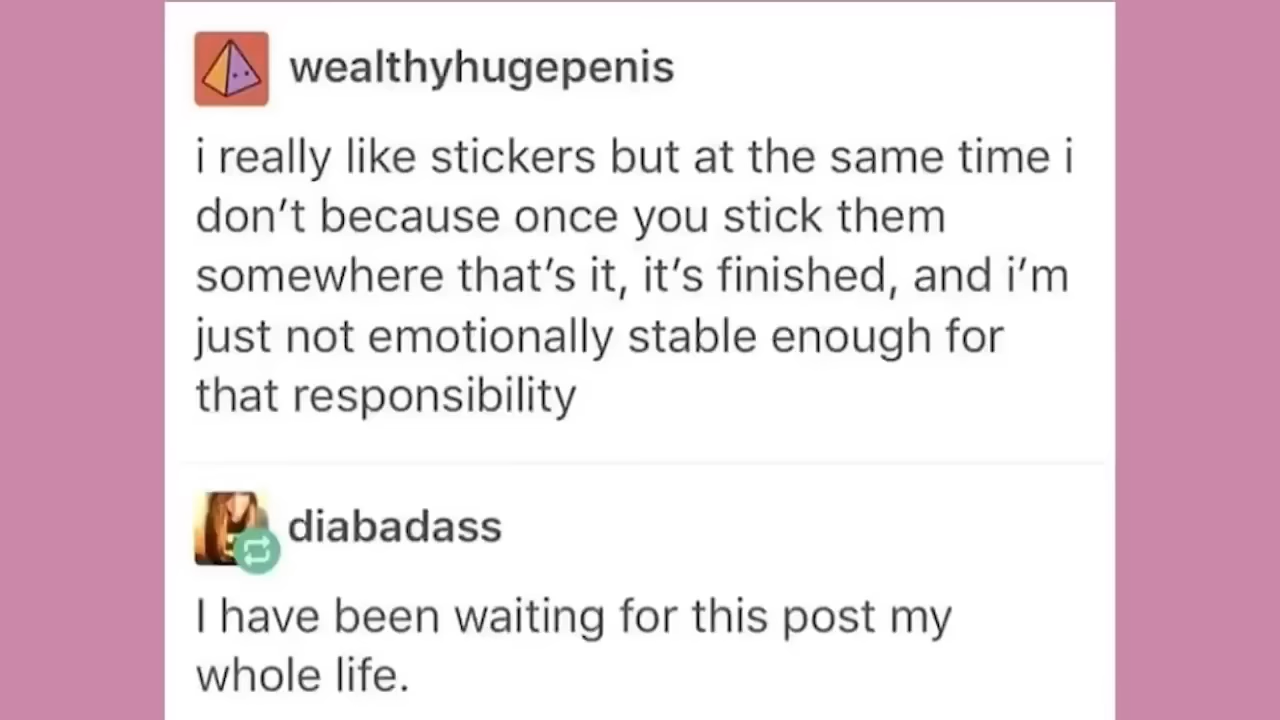 wealthyhugepenis
i really like stickers but at the same time i
don’t because once you stick them
somewhere that’s it, it’s finished, and i’m
just not emotionally stable enough for
that responsibility
diabadass
I have been waiting for this post my
whole life.